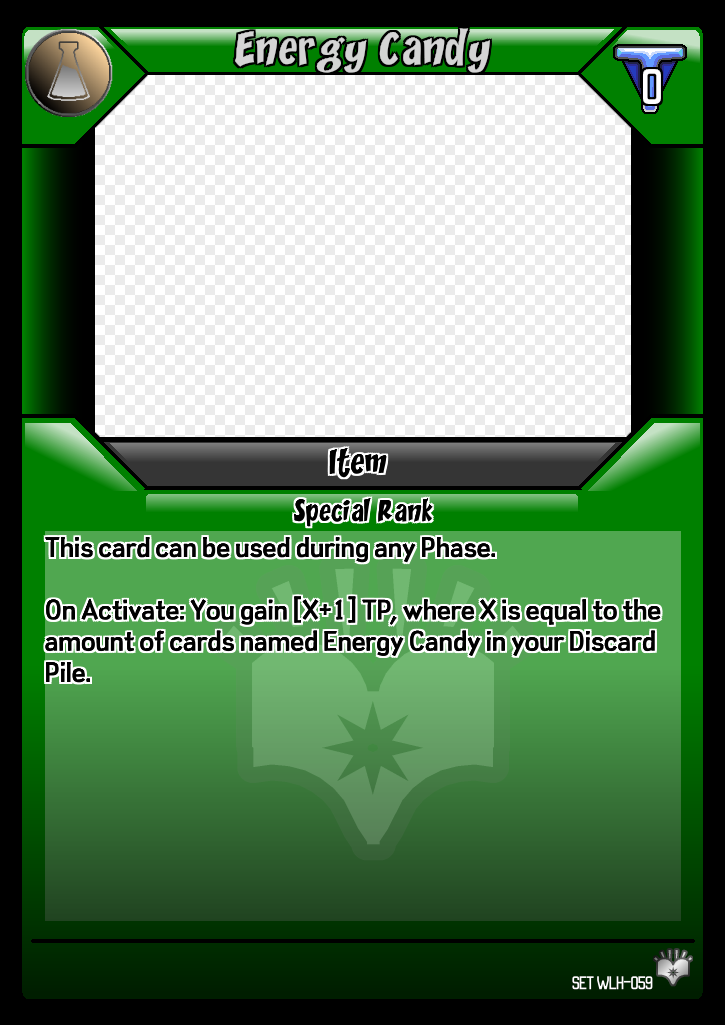 Energy Candy
0
Item
Special Rank
This card can be used during any Phase.
On Activate: You gain [X+1] TP, where X is equal to the
amount of cards named Energy Candy in your Discard
Pile.
SET WLH-059